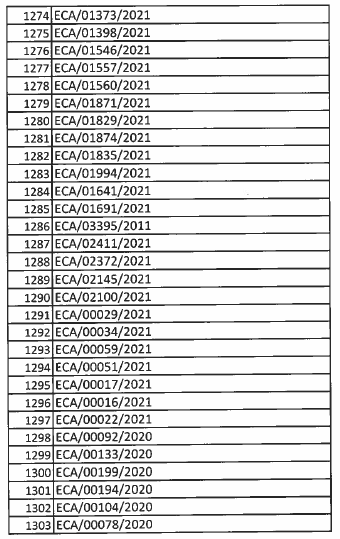 1274 ECA/01373/2021
1275 ECA/01398/2021
1276 ECA/01546/2021
1277 ECA/01557/2021
1278 ECA/01560/2021
1279 ECA/01871/2021
1280 ECA/01829/2021
1281 ECA/01874/2021
1282 ECA/01835/2021
1283 ECA/01994/2021
1284 ECA/01641/2021
1285 ECA/01691/2021
1286 ECA/03395/2011
1287 ECA/02411/2021
1288 ECA/02372/2021
1289 ECA/02145/2021
1290 ECA/02100/2021
1291 ECA/00029/2021
1292 ECA/00034/2021
1293 ECA/00059/2021
1294 ECA/00051/2021
1295 ECA/00017/2021
1296 ECA/00016/2021
1297 ECA/00022/2021
1298 ECA/00092/2020
1299 ECA/00133/2020
1300 ECA/00199/2020
1301 ECA/00194/2020
1302 ECA/00104/2020
1303 ECA/00078/2020